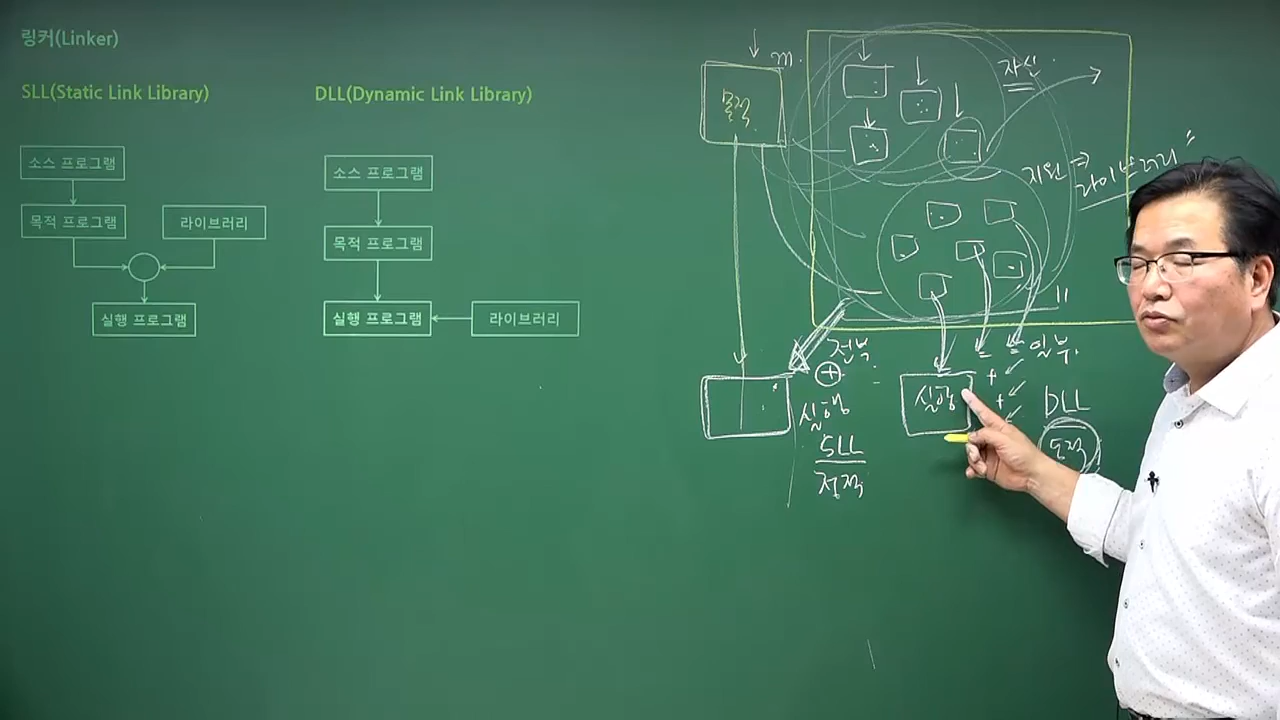 링커(Linker)
SLL(Static Link Library)
DLL(Dynamic Link Library)
소스 프로그램
목적 프로그램
라이브러리
실행 프로그램
소스 프로그램
목적 프로그램
실행 프로그램
라이브러리
m.
목적.
자신.
지원 ⇒
라이브러리"
전부
+
실행
SLL
정적
실행
+
+
일부.
DLL
동적